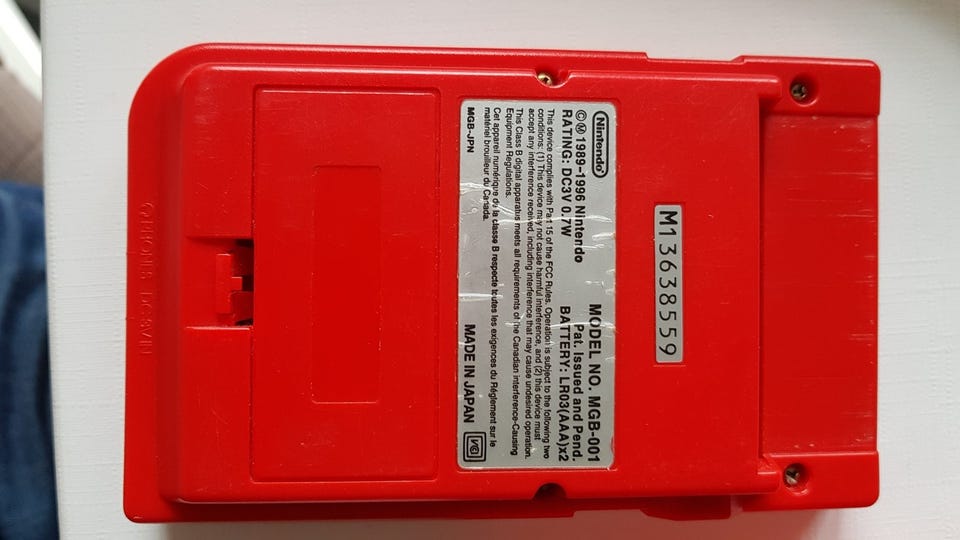 M13638559
Nintendo
MODEL NO. MGB-001
Ⓒ Ⓜ 1989-1996 Nintendo Pat. Issued and Pend.
RATING: DC3V 0.7W BATTERY: LR03(AAA)x2
This device complies with Part 15 of the FCC Rules. Operation is subject to the following two
conditions: (1) This device may not cause harmful interference, and (2) this device must
accept any interference received, including interference that may cause undesired operation.
This Class B digital apparatus meets all requirements of the Canadian Interference-Causing
Equipment Regulations.
Cet appareil numérique de la classe B respecte toutes les exigences du Réglement sur le
matériel brouilleur du Canada.
MGB-JPN MADE IN JAPAN
VCI
PHONES DC3V IN